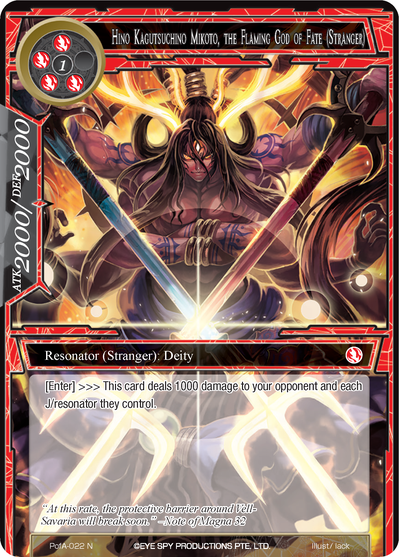 Hino Kagutsuchino Mikoto, the Flaming God of Fate (Stranger)
1
ATK 2000/ DEF 2000
Resonator (Stranger): Deity
[Enter] >>> This card deals 1000 damage to your opponent and each
J/resonator they control.
"At this rate, the protective barrier around Vell-
Savaria will break soon." –Note of Magna 32
PofA-022 N
©EYE SPY PRODUCTIONS PTE. LTD.
illust/ lack